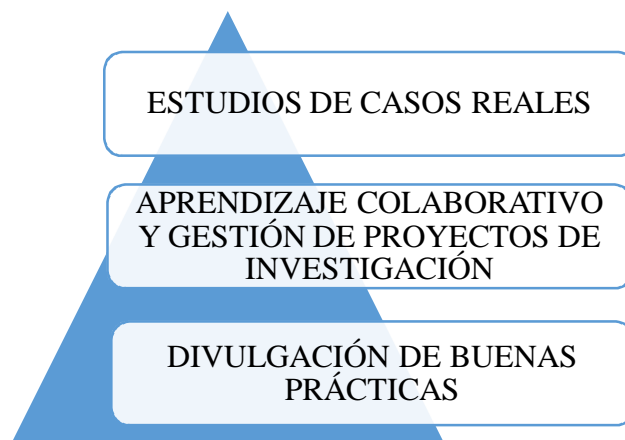 ESTUDIOS DE CASOS REALES
APRENDIZAJE COLABORATIVO
Y GESTIÓN DE PROYECTOS DE
INVESTIGACIÓN
DIVULGACIÓN DE BUENAS
PRÁCTICAS